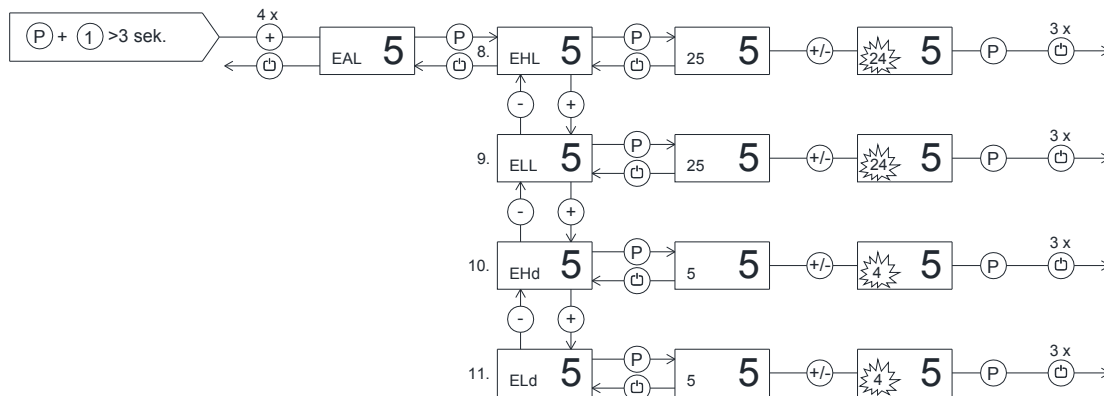 4 x
3 x
P + 1 >3 sek.
+
EAL 5
P
8.
EHL 5
P
25 5
+/-
24 5
P
-
+
3 x
9.
ELL 5
P
25 5
+/-
24 5
P
-
+
3 x
10.
EHd 5
P
5 5
+/-
4 5
P
-
+
3 x
11.
ELd 5
P
5 5
+/-
4 5
P